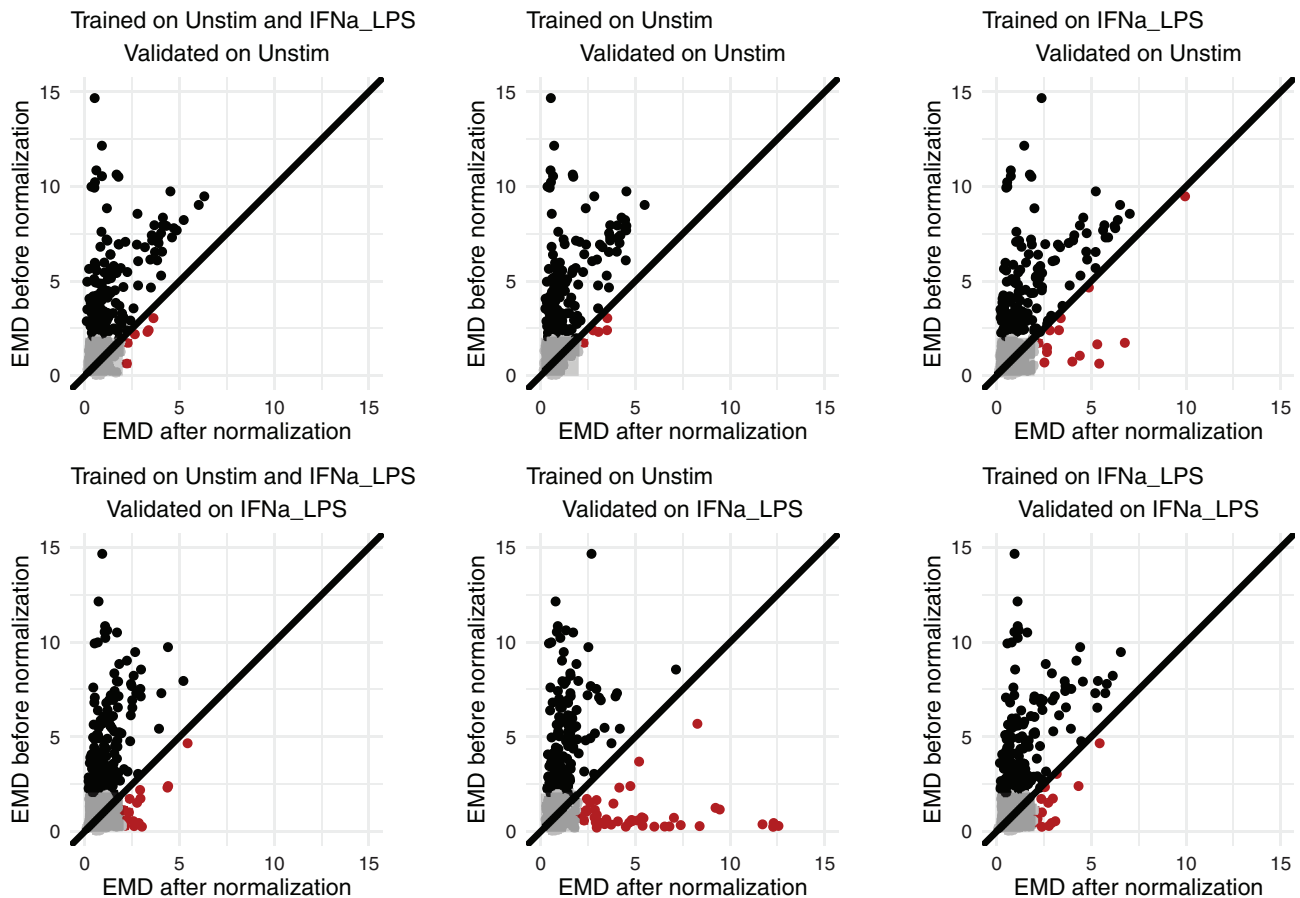 Trained on Unstim and IFNa_LPS
Validated on Unstim
EMD before normalization
15
10
5
0
0 5 10 15
EMD after normalization
Trained on Unstim
Validated on Unstim
EMD before normalization
15
10
5
0
0 5 10 15
EMD after normalization
Trained on IFNa_LPS
Validated on Unstim
EMD before normalization
15
10
5
0
0 5 10 15
EMD after normalization
Trained on Unstim and IFNa_LPS
Validated on IFNa_LPS
EMD before normalization
15
10
5
0
0 5 10 15
EMD after normalization
Trained on Unstim
Validated on IFNa_LPS
EMD before normalization
15
10
5
0
0 5 10 15
EMD after normalization
Trained on IFNa_LPS
Validated on IFNa_LPS
EMD before normalization
15
10
5
0
0 5 10 15
EMD after normalization